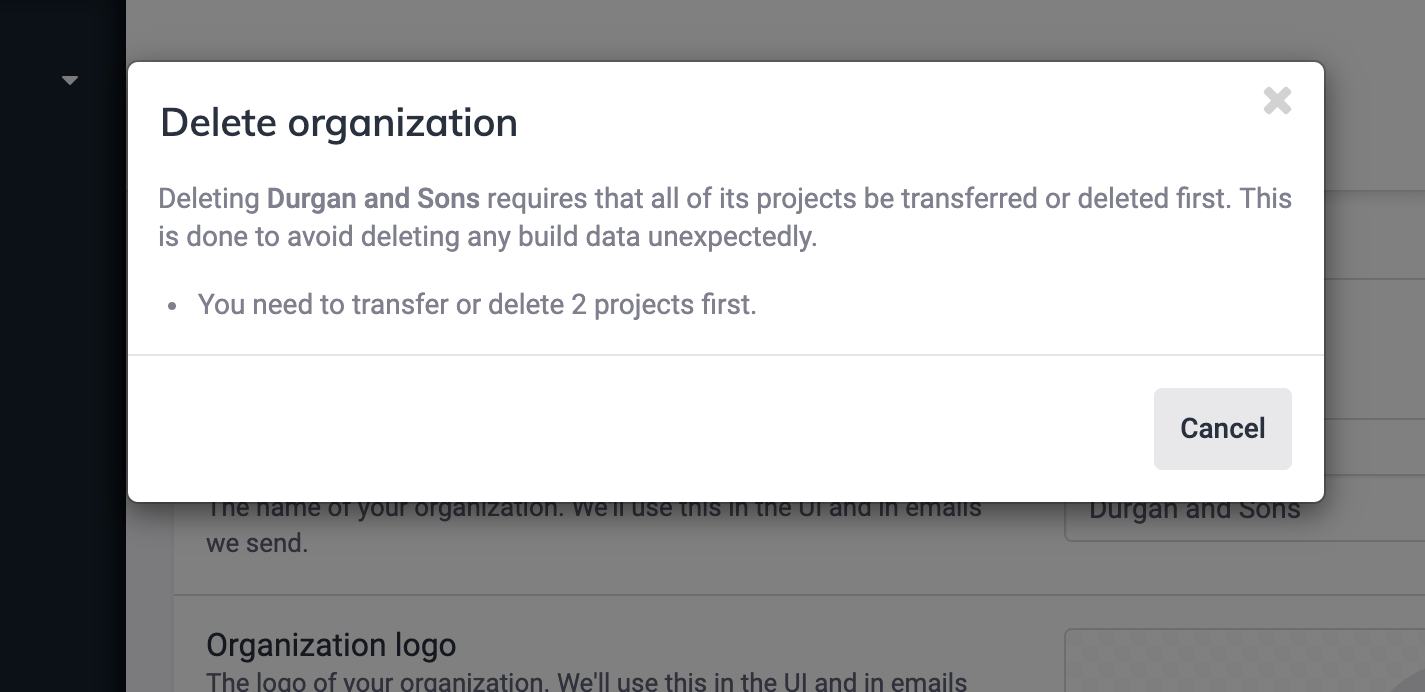 Delete organization
Deleting Durgan and Sons requires that all of its projects be transferred or deleted first. This
is done to avoid deleting any build data unexpectedly.
• You need to transfer or delete 2 projects first.
Cancel
The name of your organization. We'll use this in the UI and in emails
we send.
Durgan and Sons
Organization logo
The logo of your organization. We'll use this in the UI and in emails